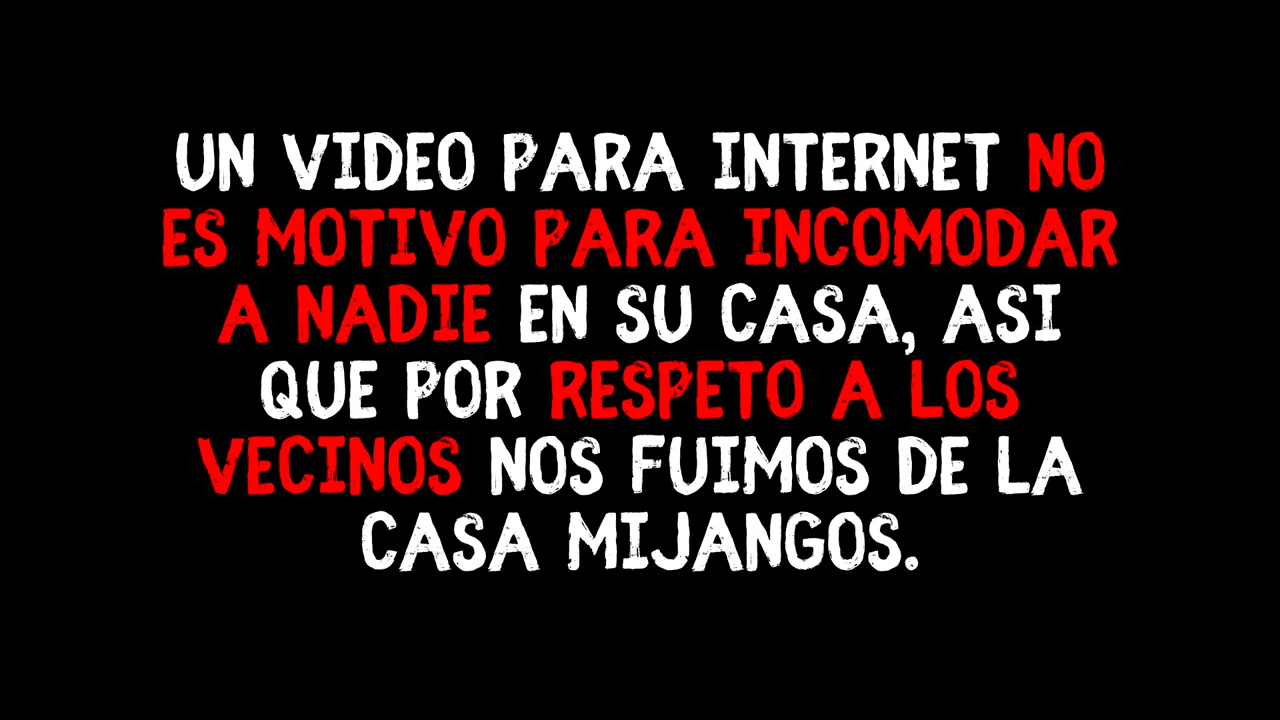 UN VIDEO PARA INTERNET NO
ES MOTIVO PARA INCOMODAR
A NADIE EN SU CASA, ASI
QUE POR RESPETO A LOS
VECINOS NOS FUIMOS DE LA
CASA MIJANGOS.